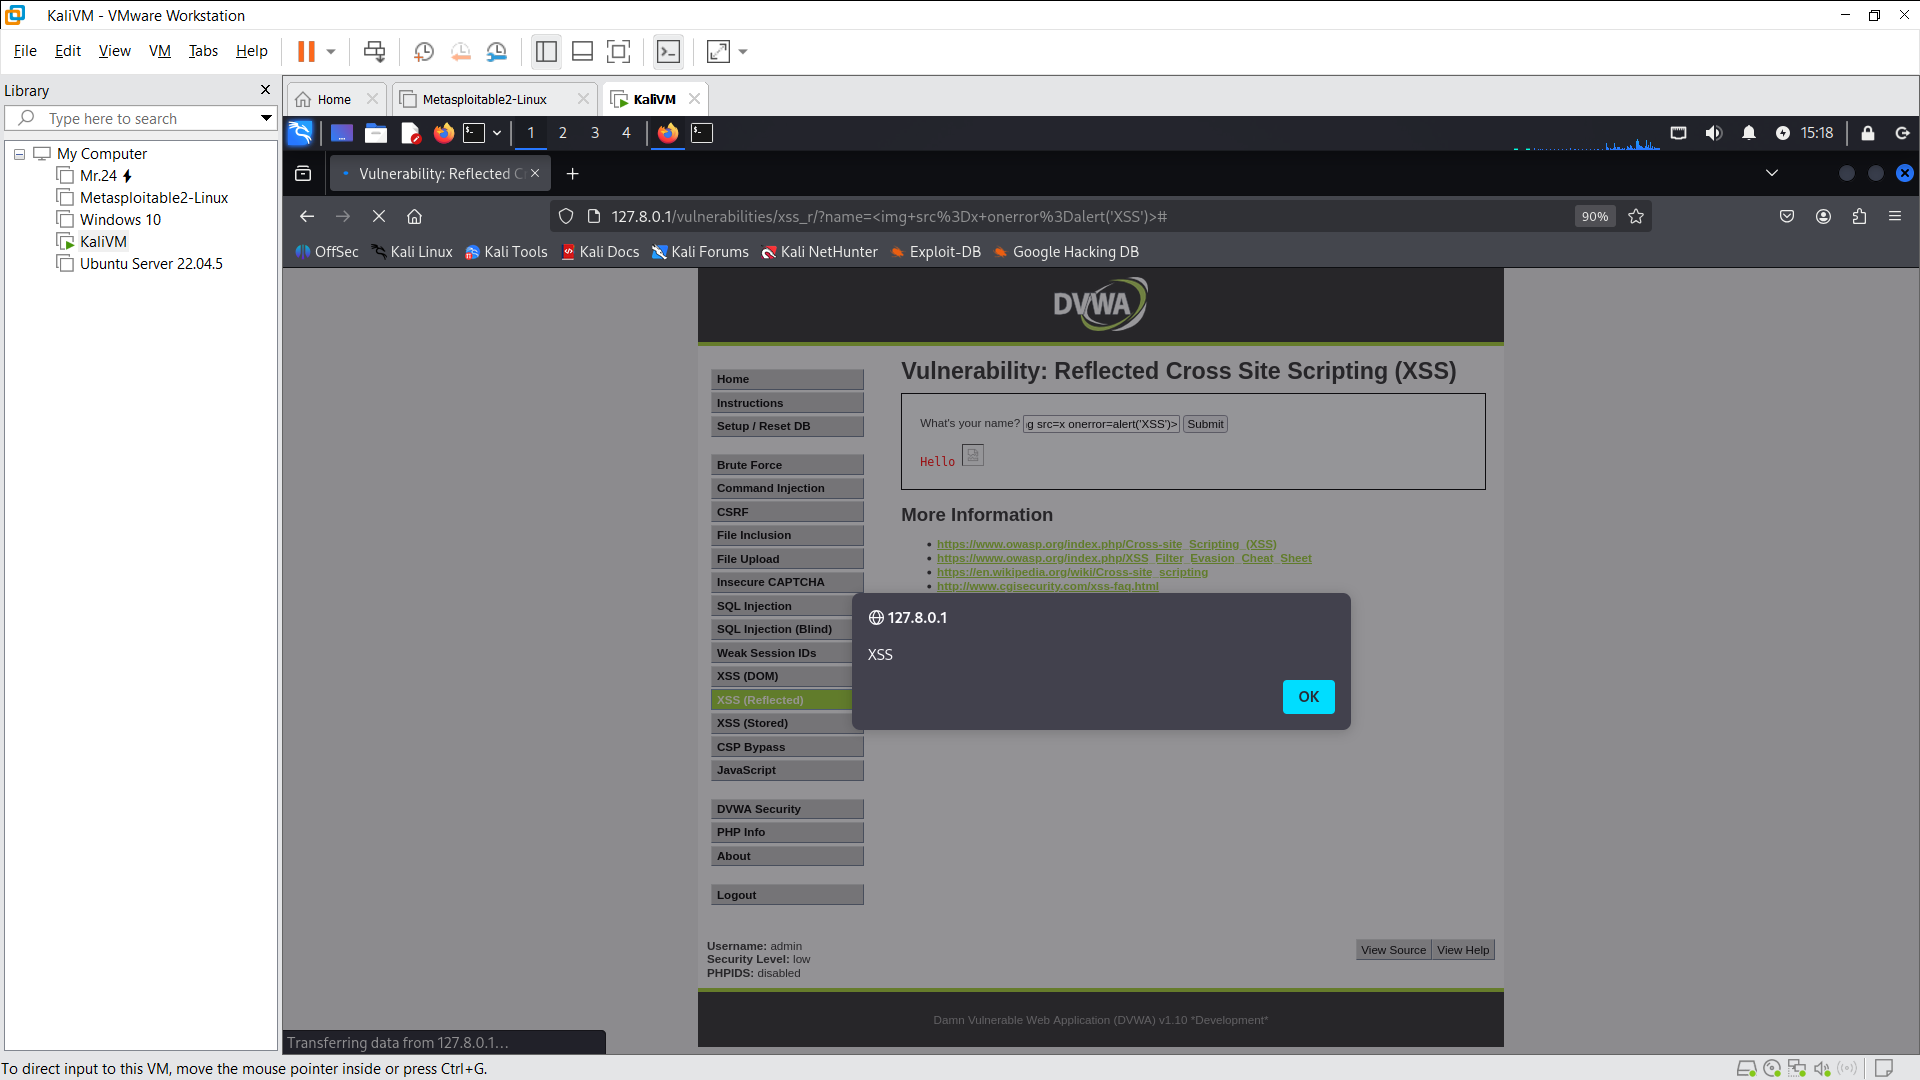 KaliVM - VMware Workstation
File Edit View VM Tabs Help
Library
Type here to search
My Computer
Mr.24
Metasploitable2-Linux
Windows 10
KaliVM
Ubuntu Server 22.04.5
Home
Metasploitable2-Linux
KaliVM
1 2 3 4
15:18
Vulnerability: Reflected C
127.8.0.1/vulnerabilities/xss_r/?name=<img+src%3Dx+onerror%3Dalert('XSS')>#
90%
OffSec Kali Linux Kali Tools Kali Docs Kali Forums Kali NetHunter Exploit-DB Google Hacking DB
DVWA
Home
Instructions
Setup / Reset DB
Brute Force
Command Injection
CSRF
File Inclusion
File Upload
Insecure CAPTCHA
SQL Injection
SQL Injection (Blind)
Weak Session IDs
XSS (DOM)
XSS (Reflected)
XSS (Stored)
CSP Bypass
JavaScript
DVWA Security
PHP Info
About
Logout
Vulnerability: Reflected Cross Site Scripting (XSS)
What's your name? g src=x onerror=alert('XSS')> Submit
Hello
More Information
https://www.owasp.org/index.php/Cross-site_Scripting_(XSS)
https://www.owasp.org/index.php/XSS_Filter_Evasion_Cheat_Sheet
https://en.wikipedia.org/wiki/Cross-site_scripting
http://www.cgisecurity.com/xss-faq.html
127.8.0.1
XSS
OK
Username: admin
Security Level: low
PHPIDS: disabled
View Source View Help
Damn Vulnerable Web Application (DVWA) v1.10 *Development*
Transferring data from 127.8.0.1…
To direct input to this VM, move the mouse pointer inside or press Ctrl+G.